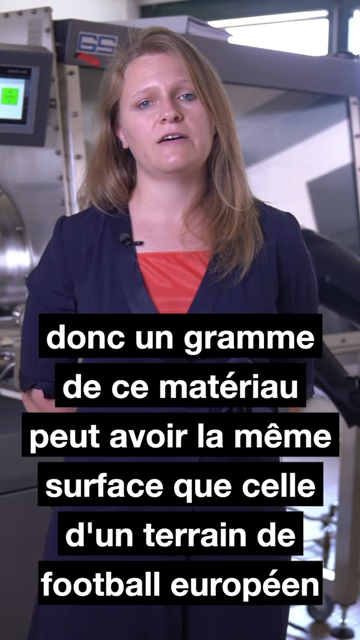 donc un gramme
de ce matériau
peut avoir la même
surface que celle
d'un terrain de
football européen